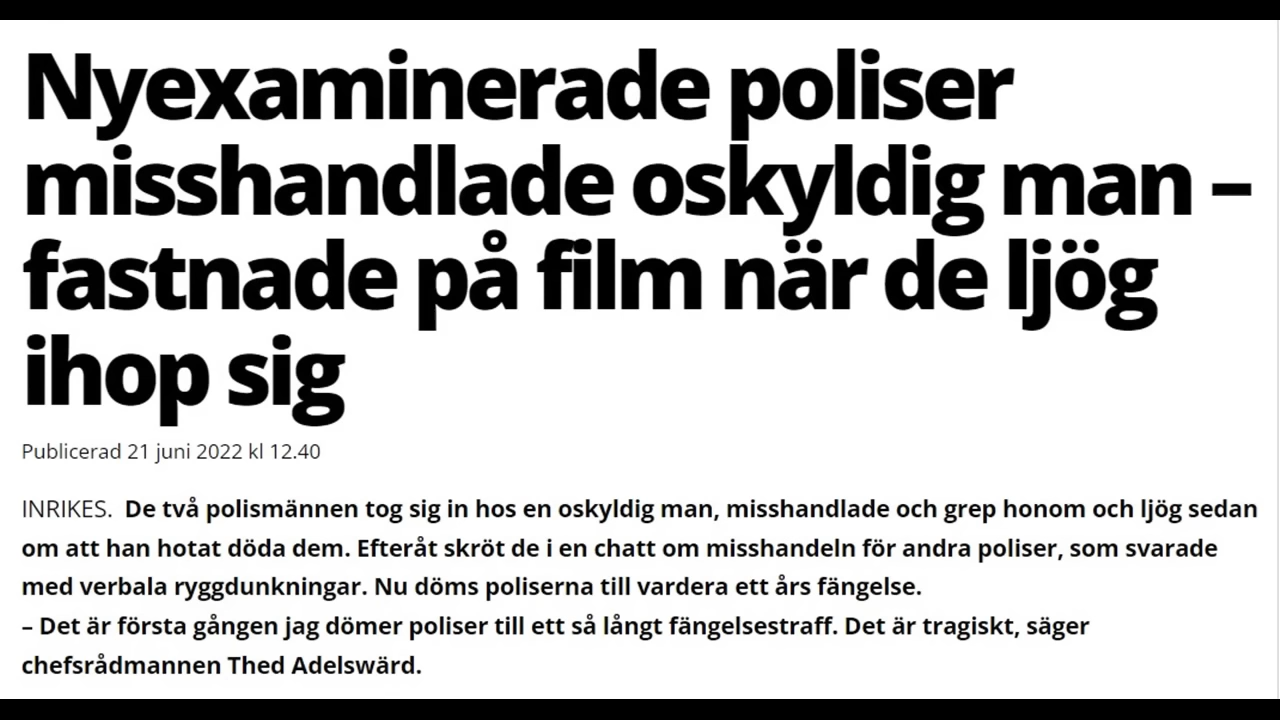 Nyexaminerade poliser
misshandlade oskyldig man –
fastnade på film när de ljög
ihop sig
Publicerad 21 juni 2022 kl 12.40
INRIKES. De två polismännen tog sig in hos en oskyldig man, misshandlade och grep honom och ljög sedan
om att han hotat döda dem. Efteråt skröt de i en chatt om misshandeln för andra poliser, som svarade
med verbala ryggdunkningar. Nu döms poliserna till vardera ett års fängelse.
– Det är första gången jag dömer poliser till ett så långt fängelsestraff. Det är tragiskt, säger
chefsrådmannen Thed Adelswärd.